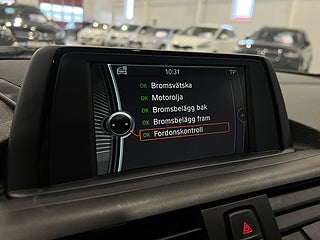 10:31 TP
OK Bromsvätska
OK Motorolja
OK Bromsbelägg bak
OK Bromsbelägg fram
OK Fordonskontroll